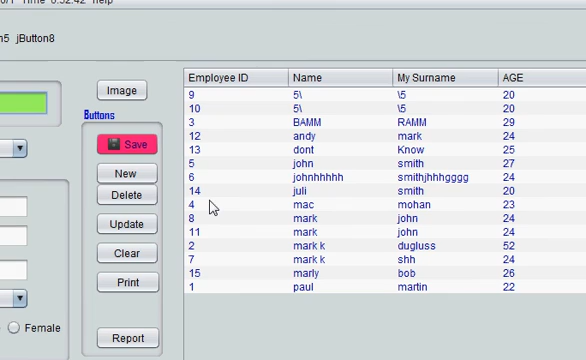 Time 6:52:42 help
jButton8
Image
Buttons
Save
New
Delete
Update
Clear
Print
Report
Female
Employee ID Name My Surname AGE
9 5\ \5 20
10 5\ \5 20
3 BAMM RAMM 29
12 andy mark 24
13 dont Know 25
5 john smith 27
6 johnhhhhh smithjhhhgggg 24
14 juli smith 20
4 mac mohan 23
8 mark john 24
11 mark john 24
2 mark k dugluss 52
7 mark k shh 24
15 marly bob 26
1 paul martin 22